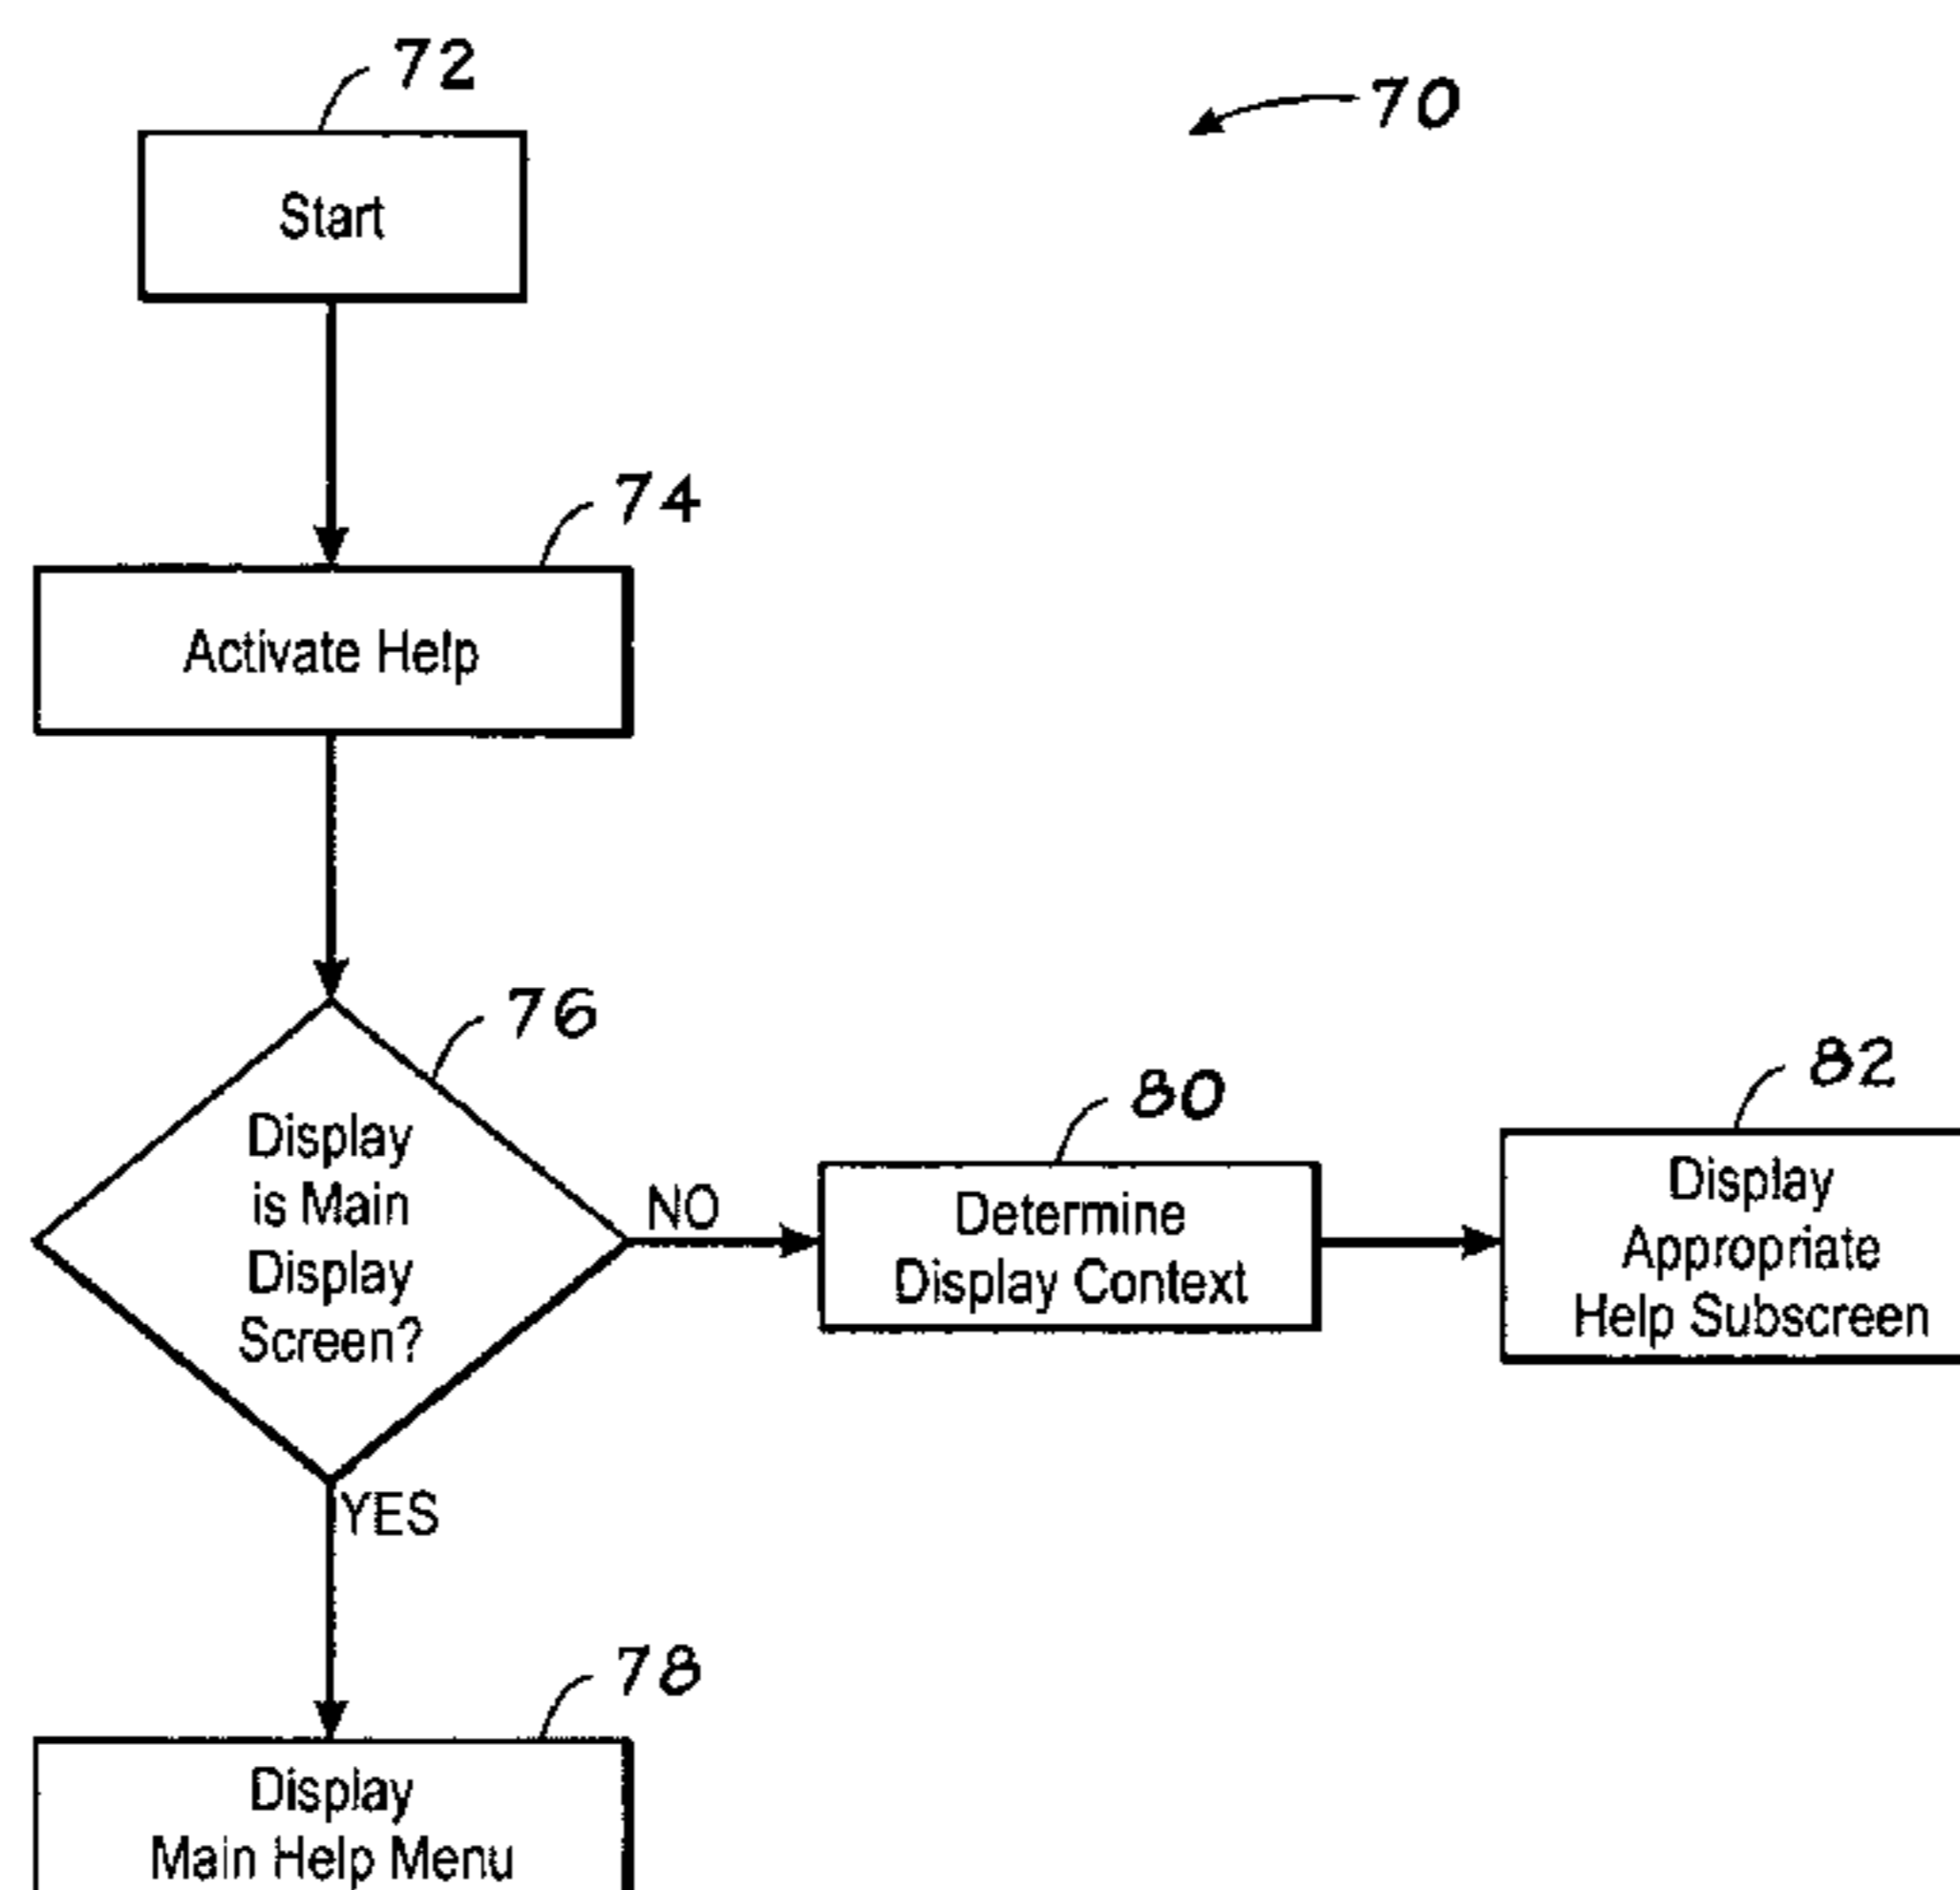 72
70
Start
74
Activate Help
76
Display
is Main
Display
Screen?
NO
80
Determine
Display Context
82
Display
Appropriate
Help Subscreen
YES
78
Display
Main Help Menu